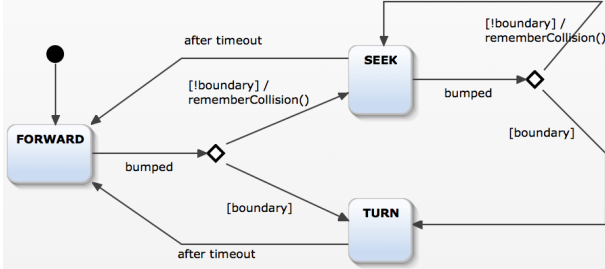 [!boundary] /
rememberCollision()
after timeout
SEEK
[!boundary] /
rememberCollision()
bumped
FORWARD
[boundary]
bumped
[boundary]
TURN
after timeout